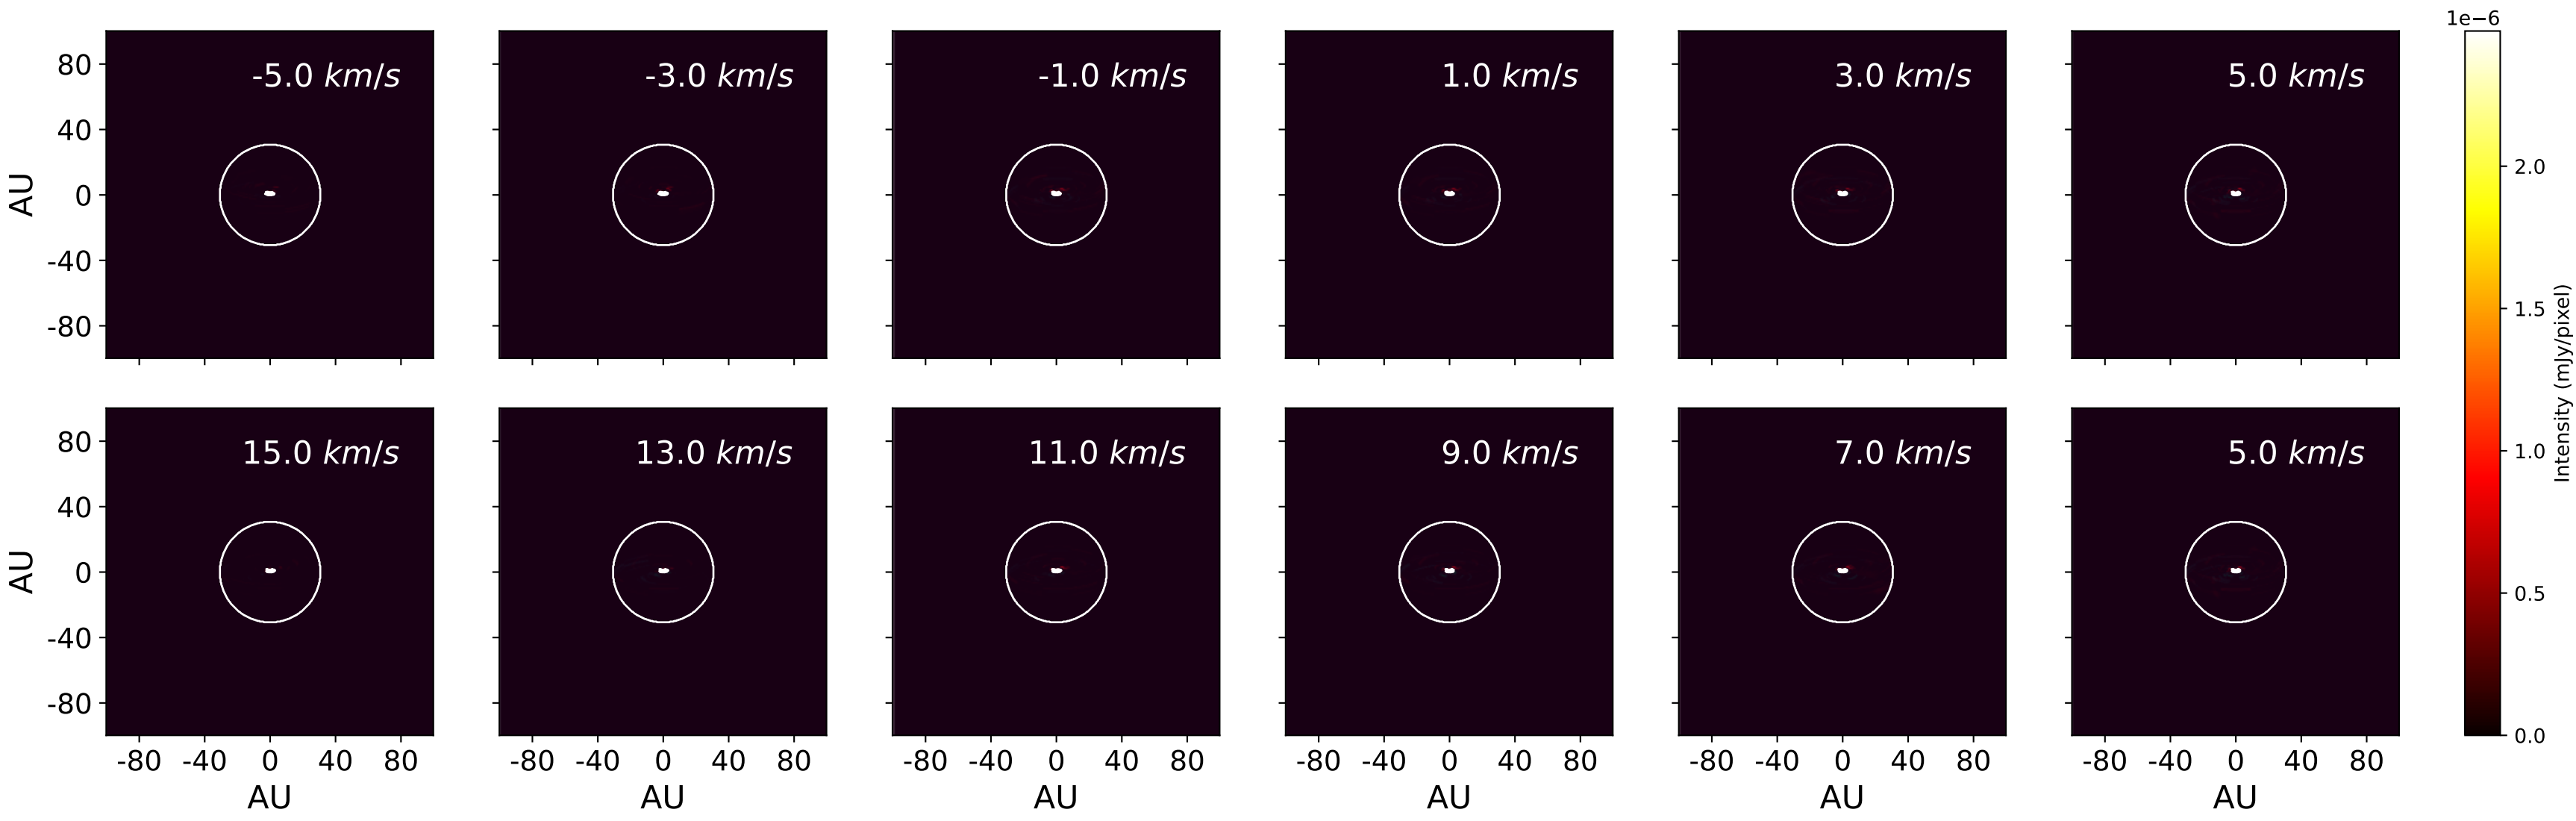 1e−6
-5.0 km/s
-3.0 km/s
-1.0 km/s
1.0 km/s
3.0 km/s
5.0 km/s
80
40
0
-40
-80
AU
15.0 km/s
13.0 km/s
11.0 km/s
9.0 km/s
7.0 km/s
5.0 km/s
80
40
0
-40
-80
AU
-80 -40 0 40 80
-80 -40 0 40 80
-80 -40 0 40 80
-80 -40 0 40 80
-80 -40 0 40 80
-80 -40 0 40 80
AU
AU
AU
AU
AU
AU
2.0
1.5
1.0
0.5
0.0
Intensity (mJy/pixel)